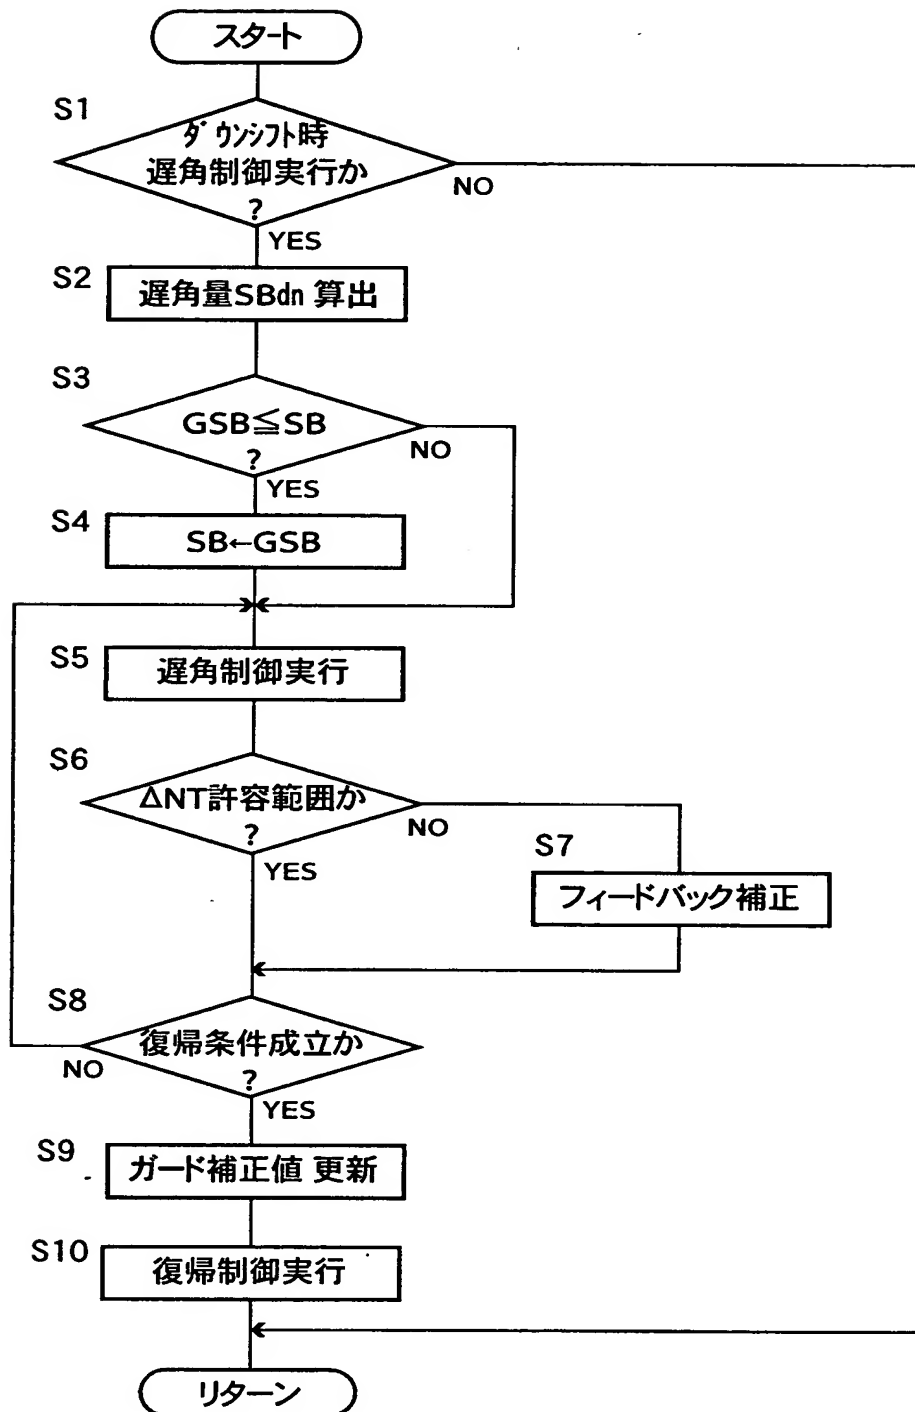 スタート
S1
ダウンシフト時
遅角制御実行か
?
NO
YES
S2
遅角量SBdn 算出
S3
GSB≦SB
?
NO
YES
S4
SB←GSB
S5
遅角制御実行
S6
ΔNT許容範囲か
?
NO
YES
S7
フィードバック補正
S8
復帰条件成立か
?
NO
YES
S9
ガード補正値 更新
S10
復帰制御実行
リターン